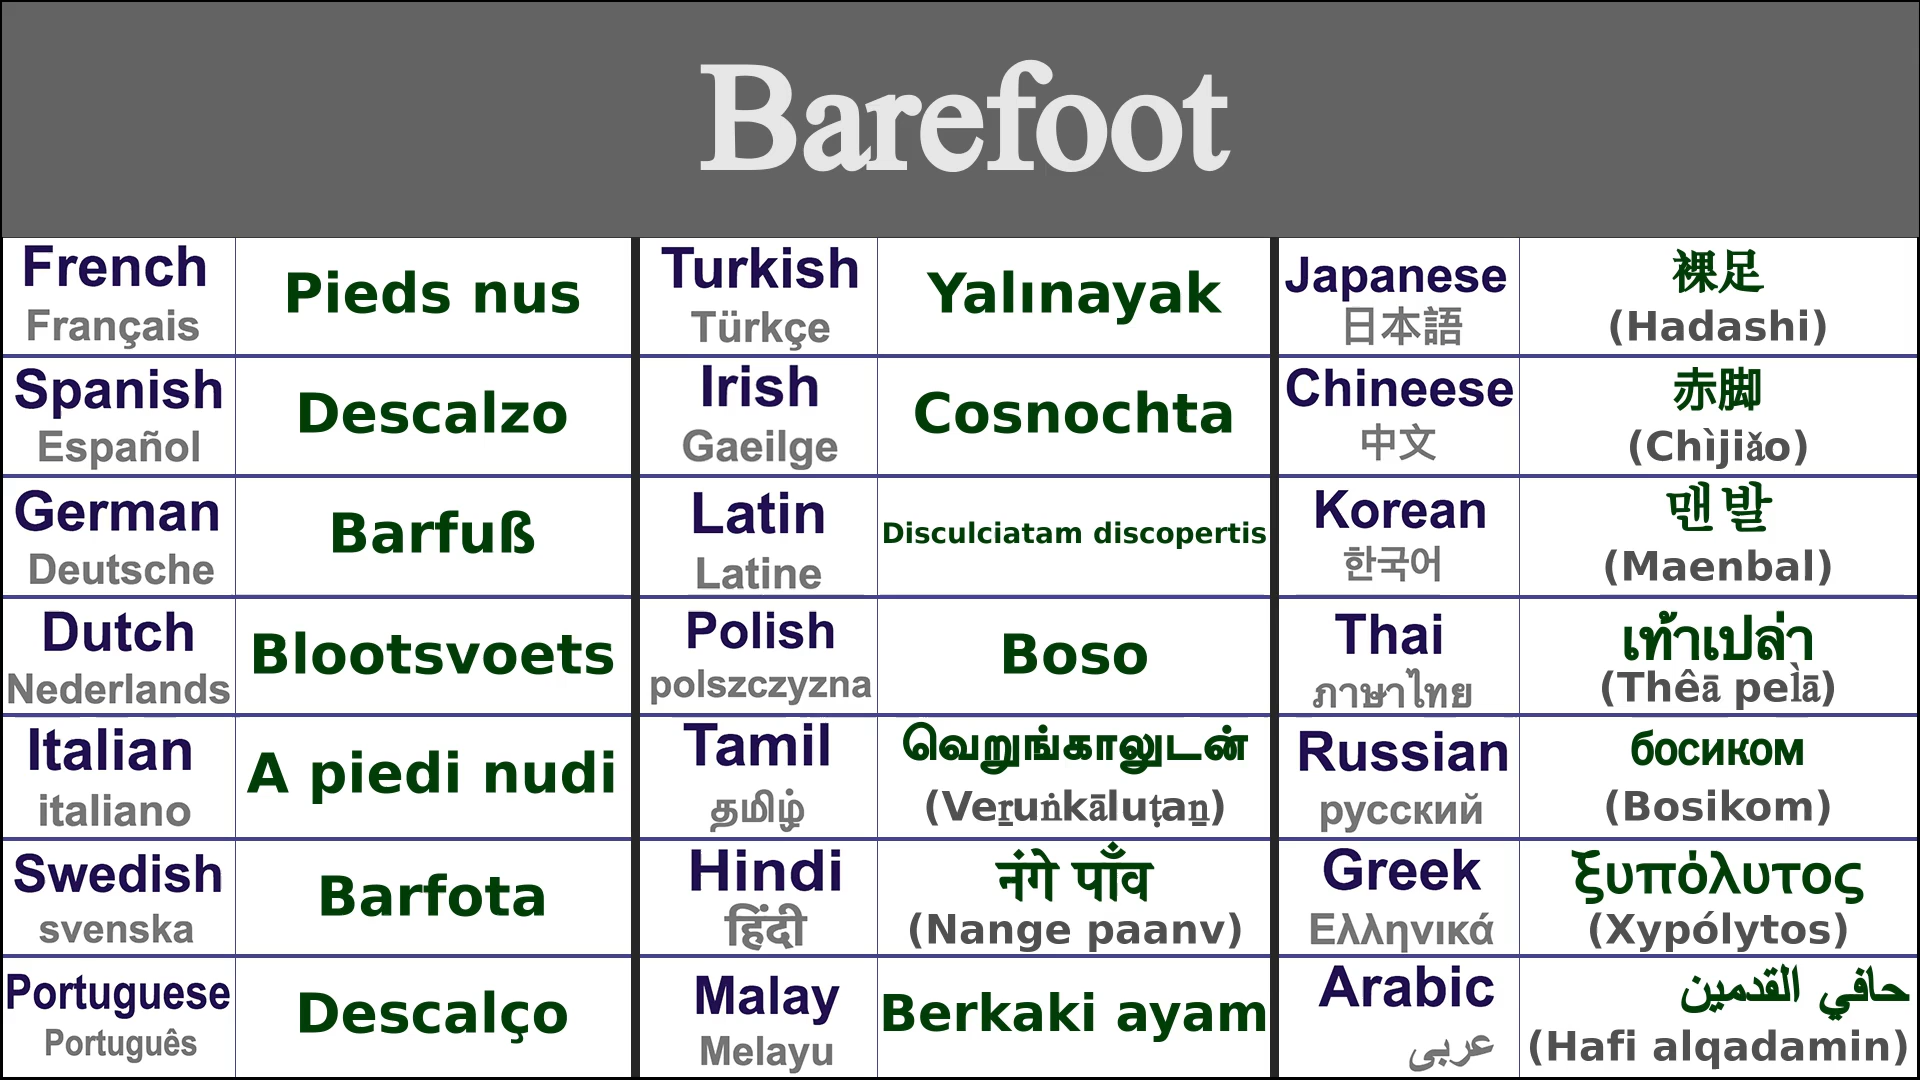 Barefoot
French
Français
Pieds nus
Spanish
Español
Descalzo
German
Deutsche
Barfuß
Dutch
Nederlands
Blootsvoets
Italian
italiano
A piedi nudi
Swedish
svenska
Barfota
Portuguese
Português
Descalço
Turkish
Türkçe
Yalınayak
Irish
Gaeilge
Cosnochta
Latin
Latine
Disculciatam discopertis
Polish
polszczyzna
Boso
Tamil
தமிழ்
வெறுங்காலுடன்
(Veṟuṅkāluṭaṉ)
Hindi
हिंदी
नंगे पाँव
(Nange paanv)
Malay
Melayu
Berkaki ayam
Japanese
日本語
裸足
(Hadashi)
Chineese
中文
赤脚
(Chìjiǎo)
Korean
한국어
맨발
(Maenbal)
Thai
ภาษาไทย
เท้าเปล่า
(Thêā pelā̀)
Russian
русский
босиком
(Bosikom)
Greek
Ελληνικά
ξυπόλυτος
(Xypólytos)
Arabic
عربى
حافي القدمين
(Hafi alqadamin)